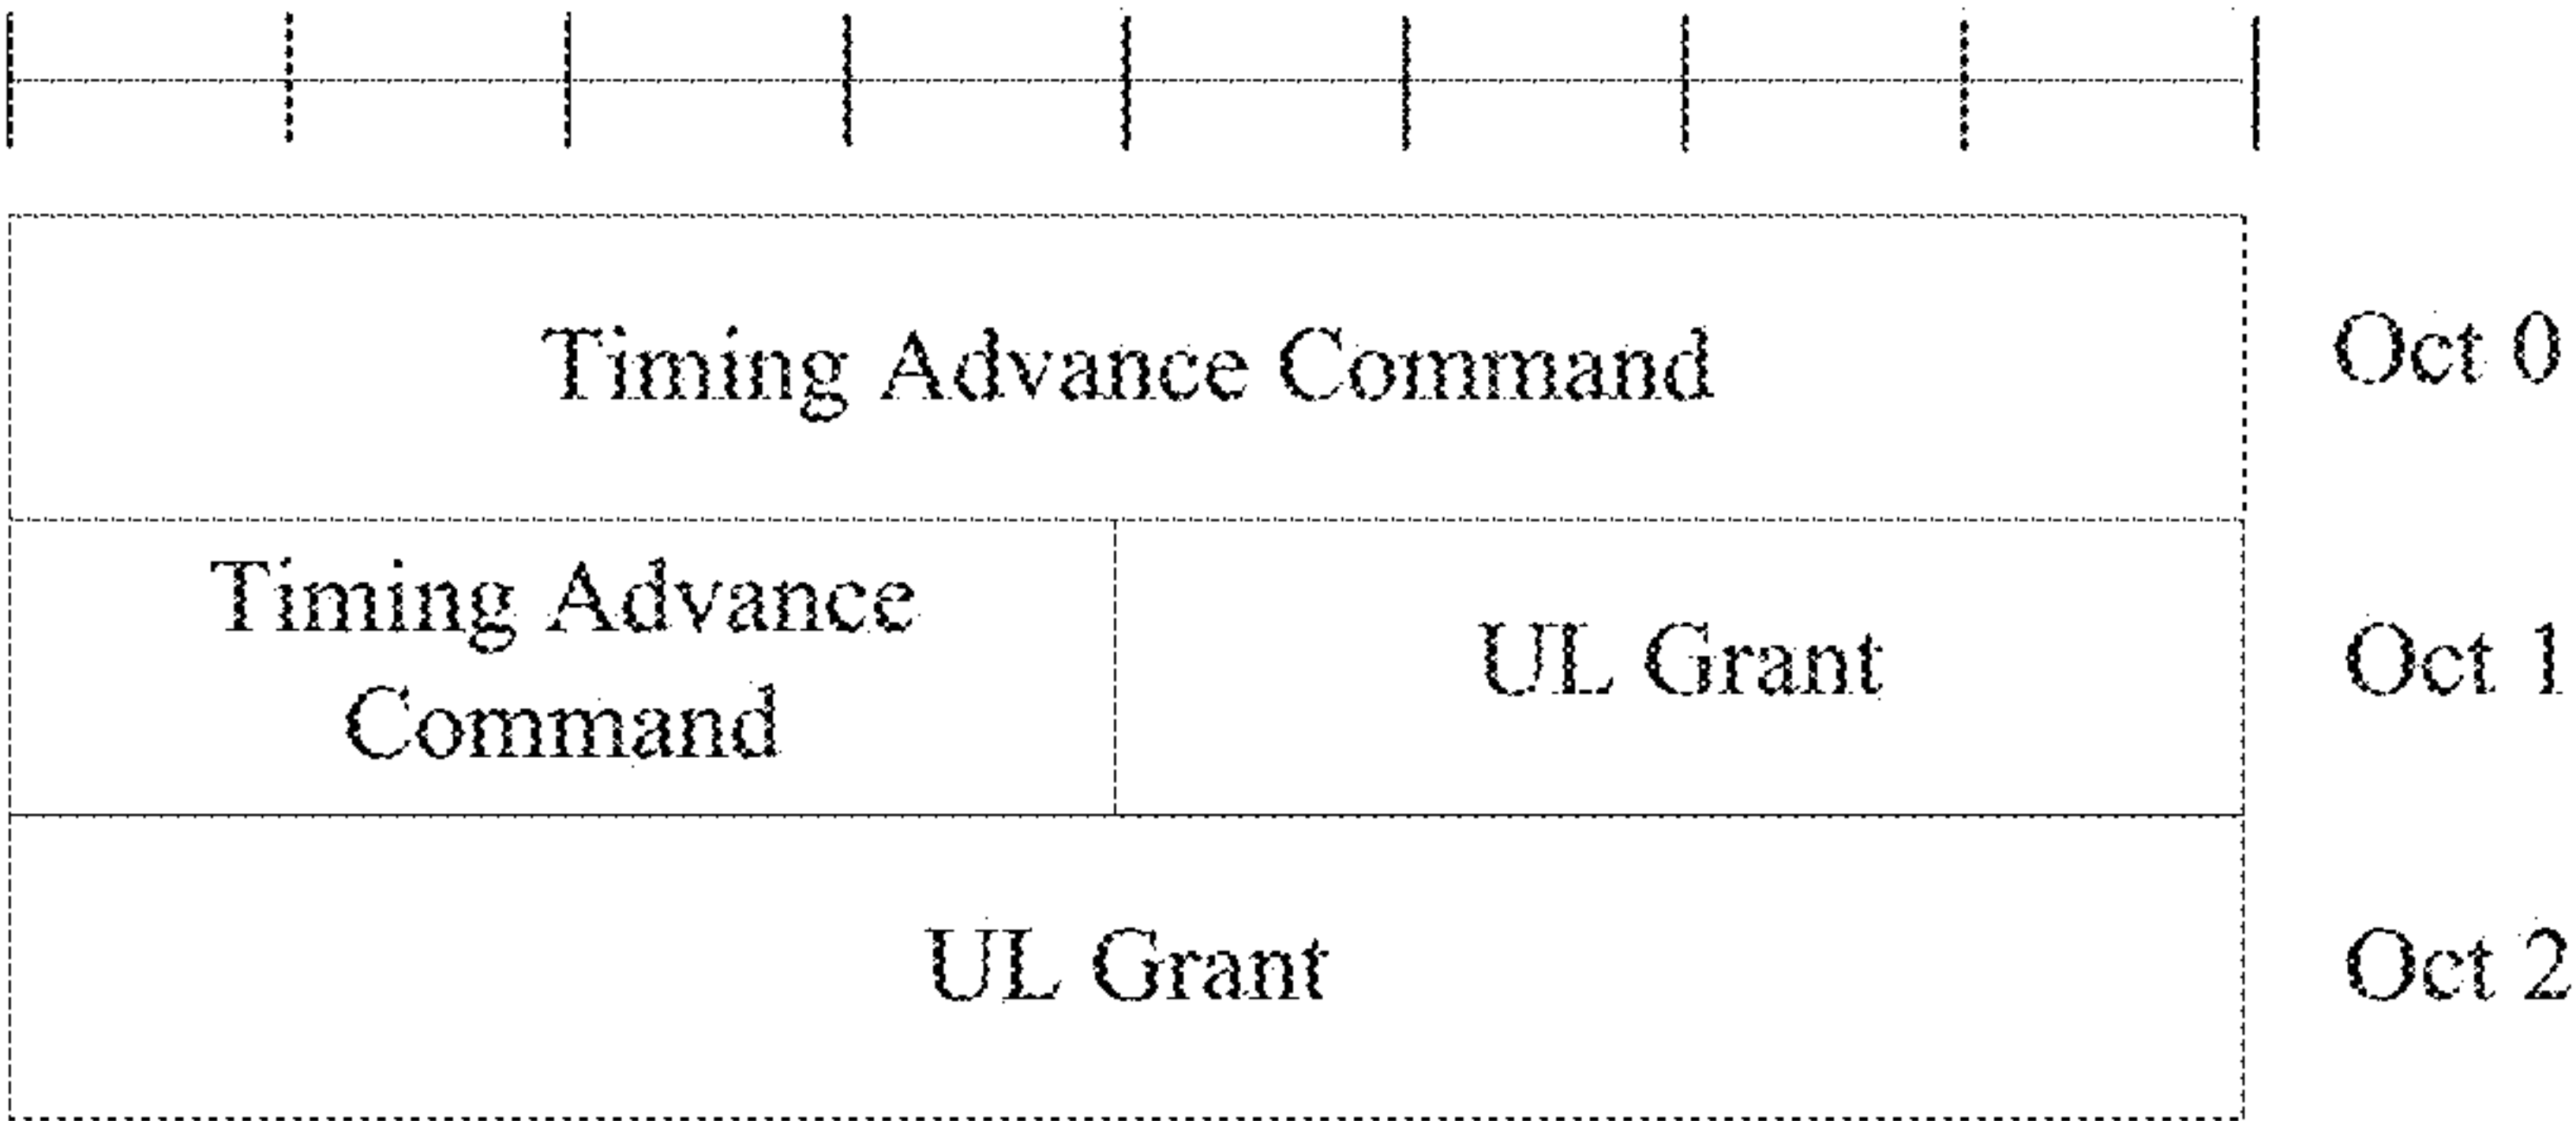 Timing Advance Command Oct 0
Timing Advance
Command
UL Grant Oct 1
UL Grant Oct 2